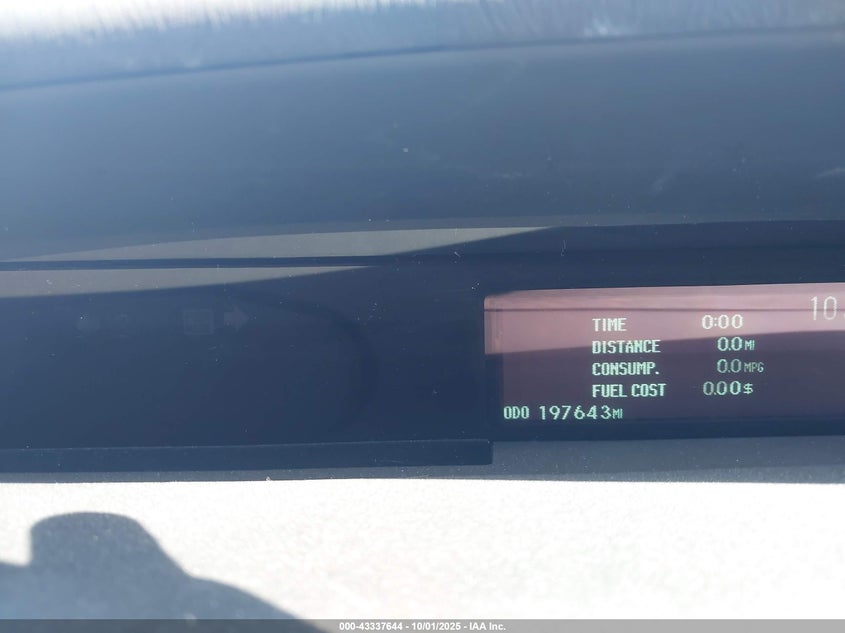 10.
TIME 0:00
DISTANCE 0.0 MI
CONSUMP. 0.0 MPG
FUEL COST 0.00 $
ODO 197643 MI
000-43337644 - 10/01/2025 - IAA Inc.